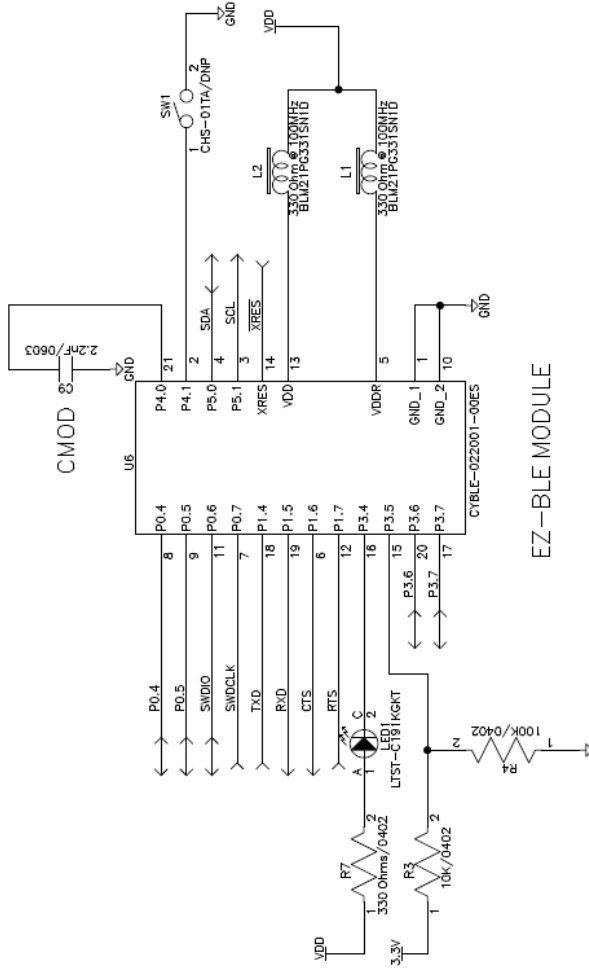 GND
SW1
1
2
CHS-01TA/DNP
VDD
L2
330 Ohm @ 100MHz
BLM21PG331SN1D
L1
330 Ohm @ 100MHz
BLM21PG331SN1D
CMOD
C9
2.2nF/0603
GND
SDA
SCL
XRES
GND
21
2
4
3
14
13
5
1
10
P4.0
P4.1
P5.0
P5.1
XRES
VDD
VDDR
GND_1
GND_2
U6
CYBLE-022001-00ES
EZ-BLE MODULE
P0.4
P0.5
P0.6
P0.7
P1.4
P1.5
P1.6
P1.7
P3.4
P3.5
P3.6
P3.7
8
9
11
7
18
19
6
12
16
15
20
17
P0.4
P0.5
SWDIO
SWDCLK
TXD
RXD
CTS
RTS
P3.6
P3.7
A
1
C
2
LED1
LTST-C191KGKT
R7
1
2
330 Ohms/0402
VDD
R3
1
2
10K/0402
3.3V
R4
2
1
100K/0402